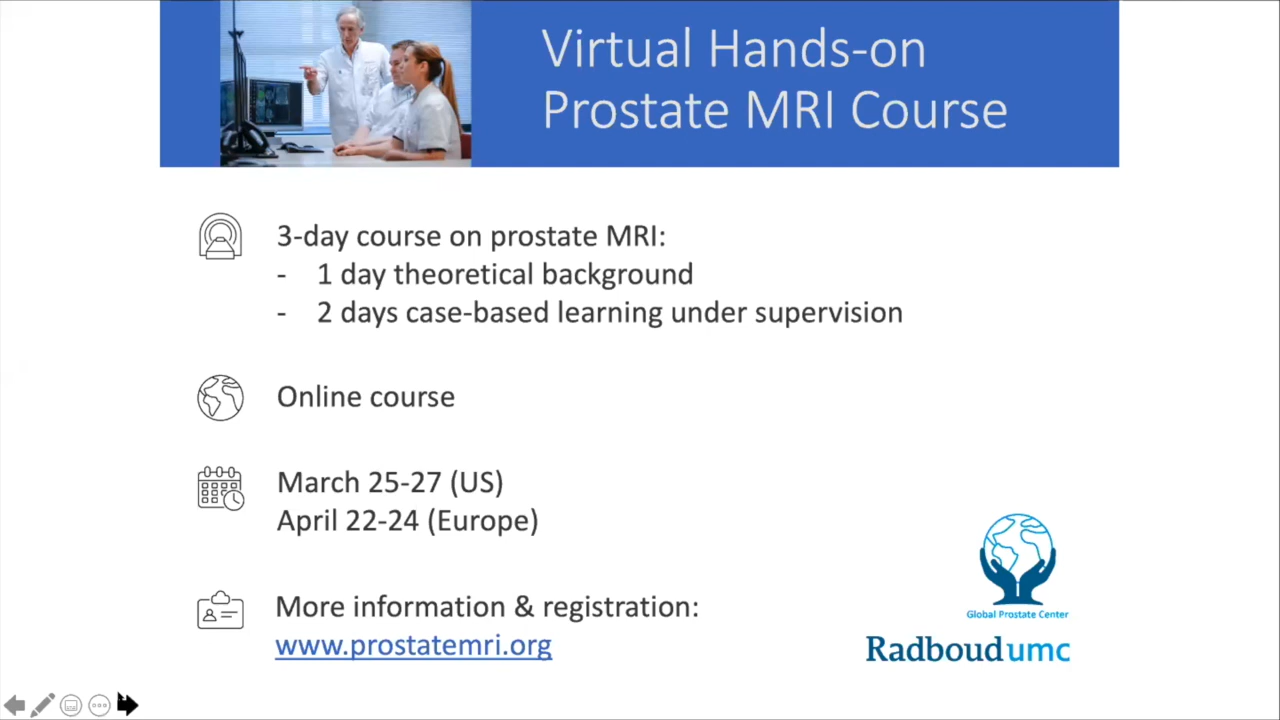 Virtual Hands-on
Prostate MRI Course
3-day course on prostate MRI:
- 1 day theoretical background
- 2 days case-based learning under supervision
Online course
March 25-27 (US)
April 22-24 (Europe)
More information & registration:
www.prostatemri.org
Global Prostate Center
Radboudumc